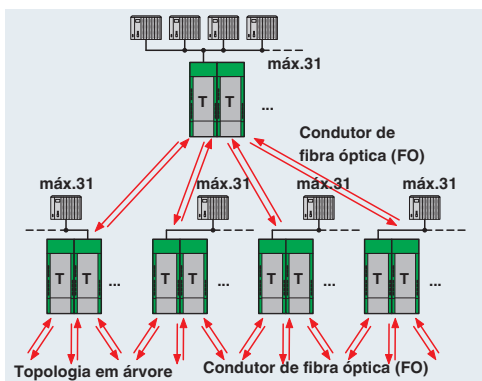 máx.31
T T ...
Condutor de
fibra óptica (FO)
máx.31 máx.31 máx.31 máx.31
T T ... T T ... T T ... T T ...
Topologia em árvore Condutor de fibra óptica (FO)